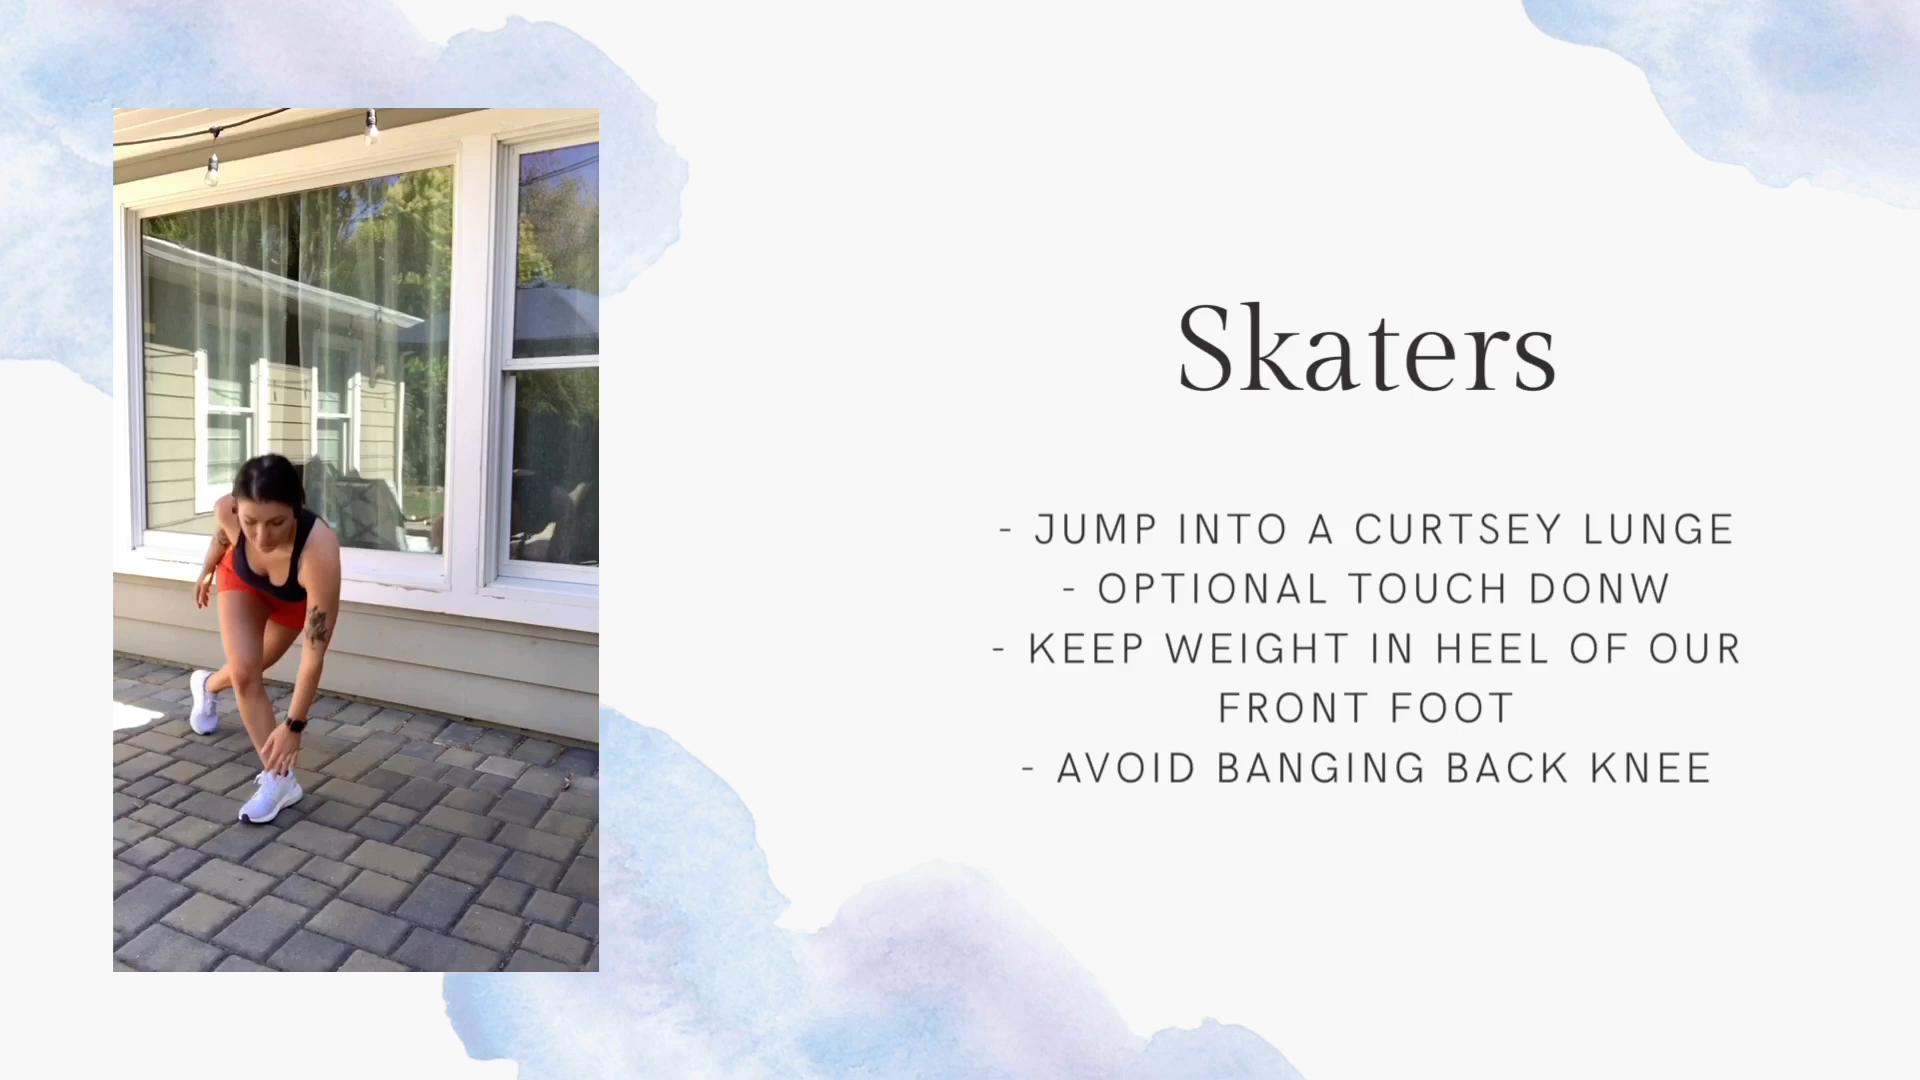 Skaters
- JUMP INTO A CURTSEY LUNGE
- OPTIONAL TOUCH DONW
- KEEP WEIGHT IN HEEL OF OUR
FRONT FOOT
- AVOID BANGING BACK KNEE